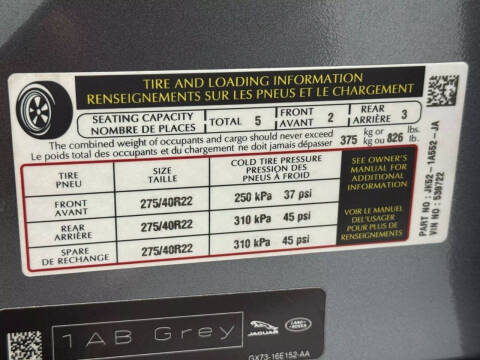 TIRE AND LOADING INFORMATION
RENSEIGNEMENTS SUR LES PNEUS ET LE CHARGEMENT
SEATING CAPACITY
NOMBRE DE PLACES
TOTAL 5
FRONT
AVANT 2
REAR
ARRIÈRE 3
The combined weight of occupants and cargo should never exceed
Le poids total des occupants et du chargement ne doit jamais dépasser
375 kg or
kg ou 826 lbs.
lb.
TIRE
PNEU
SIZE
TAILLE
COLD TIRE PRESSURE
PRESSION DES
PNEUS À FROID
FRONT
AVANT
275/40R22
250 kPa 37 psi
REAR
ARRIÈRE
275/40R22
310 kPa 45 psi
SPARE
DE RECHANGE
275/40R22
310 kPa 45 psi
SEE OWNER'S
MANUAL FOR
ADDITIONAL
INFORMATION
VOIR LE MANUEL
DEL'USAGER
POUR PLUS DE
RENSEIGNEMENTS
PART NO : JK52-1A552-JA
VIN NO : 539722
1AB Grey
JAGUAR
LAND-
ROVER
GX73-16E152-AA